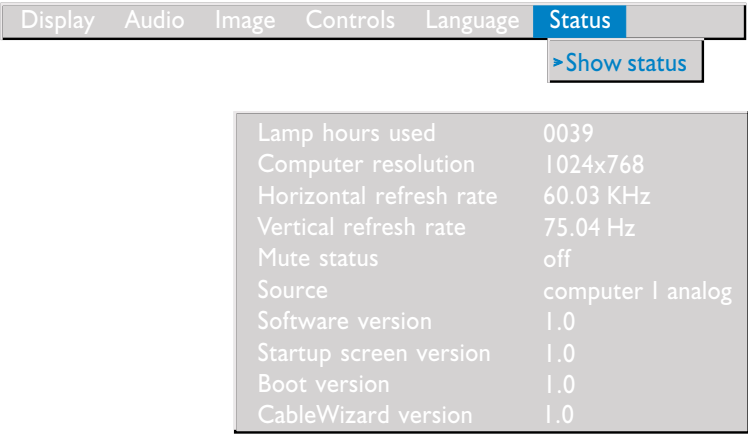 Display Audio Image Controls Language Status
➢Show status
Lamp hours used 0039
Computer resolution 1024x768
Horizontal refresh rate 60.03 KHz
Vertical refresh rate 75.04 Hz
Mute status off
Source computer 1 analog
Software version 1.0
Startup screen version 1.0
Boot version 1.0
CableWizard version 1.0